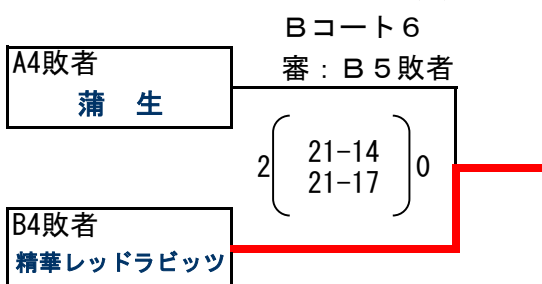 Ｂコート６
審：Ｂ５敗者
A4敗者
蒲　生
2 21-14 0
21-17
B4敗者
精華レッドラビッツ